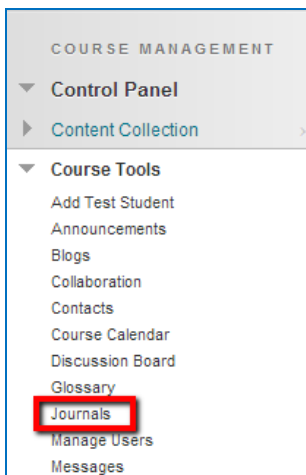 COURSE MANAGEMENT
Control Panel
Content Collection
Course Tools
Add Test Student
Announcements
Blogs
Collaboration
Contacts
Course Calendar
Discussion Board
Glossary
Journals
Manage Users
Messages